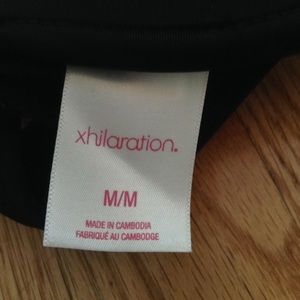 xhilaration.
M/M
MADE IN CAMBODIA
FABRIQUÉ AU CAMBODGE